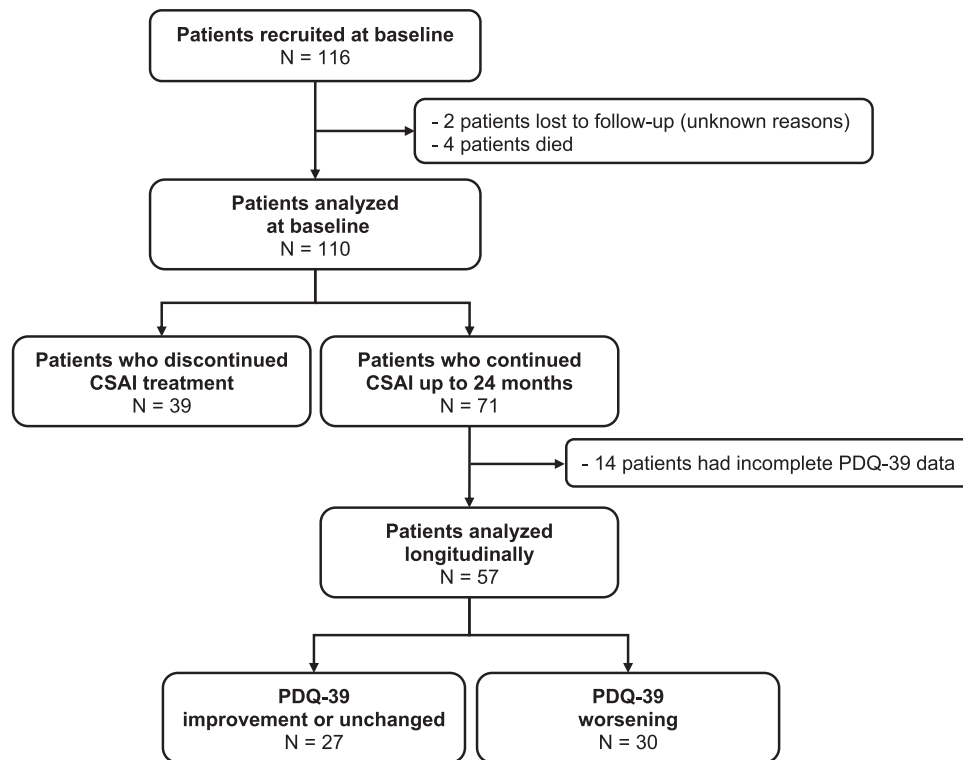 Patients recruited at baseline
N = 116
- 2 patients lost to follow-up (unknown reasons)
- 4 patients died
Patients analyzed
at baseline
N = 110
Patients who discontinued
CSAI treatment
N = 39
Patients who continued
CSAI up to 24 months
N = 71
- 14 patients had incomplete PDQ-39 data
Patients analyzed
longitudinally
N = 57
PDQ-39
improvement or unchanged
N = 27
PDQ-39
worsening
N = 30